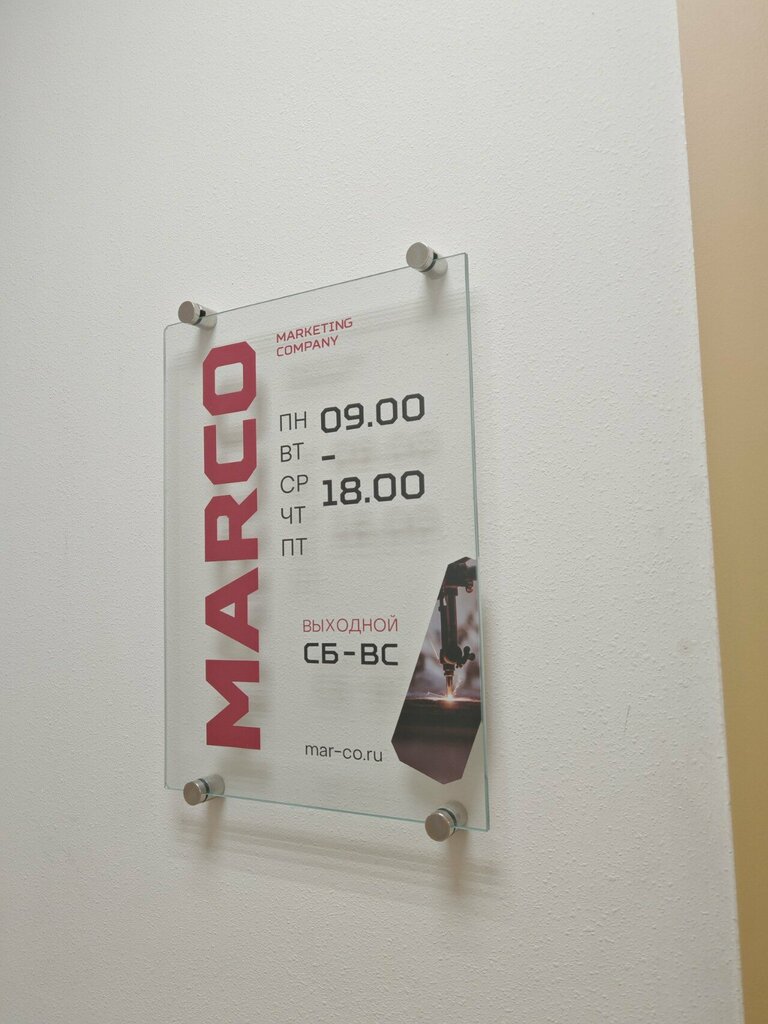 MARCO
MARKETING
COMPANY
ПН
ВТ
СР
ЧТ
ПТ
09.00
-
18.00
ВЫХОДНОЙ
СБ-ВС
mar-co.ru